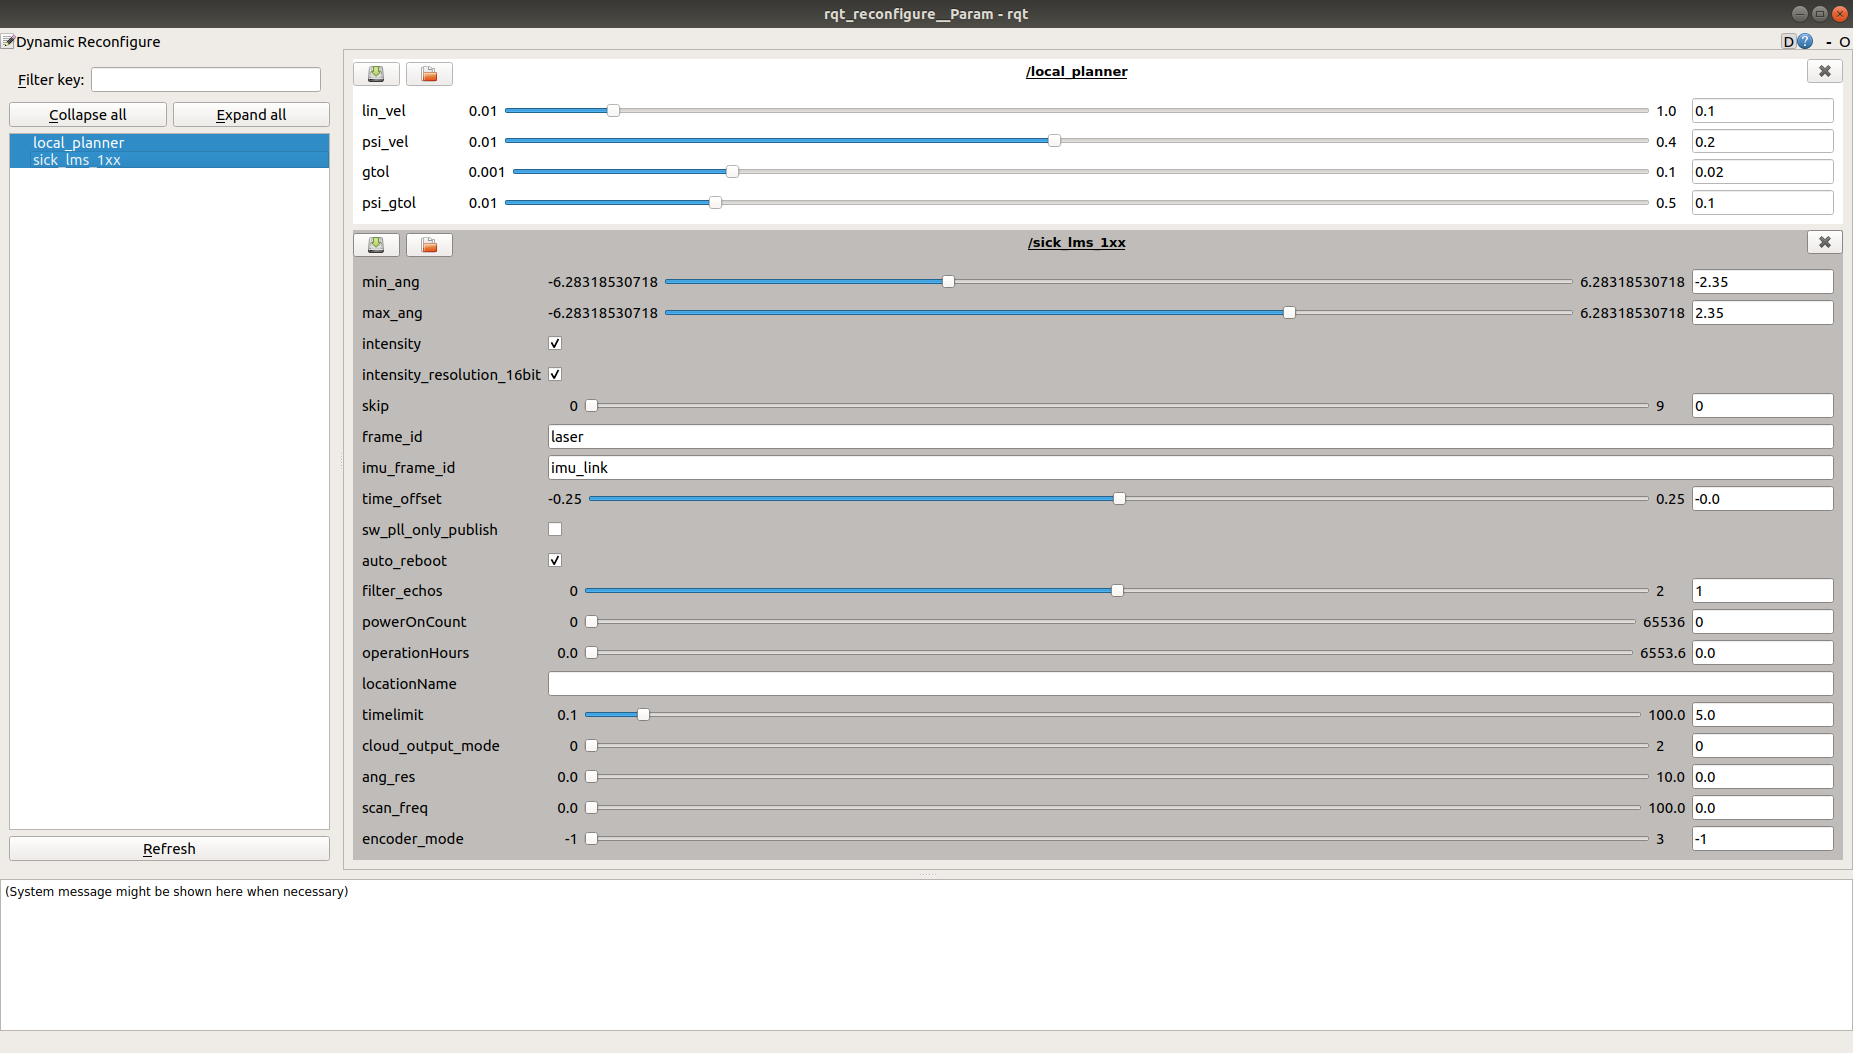 rqt_reconfigure__Param - rqt
Dynamic Reconfigure
D ? - O
Filter key:
Collapse all Expand all
local_planner
sick_lms_1xx
Refresh
/local_planner
lin_vel 0.01 1.0 0.1
psi_vel 0.01 0.4 0.2
gtol 0.001 0.1 0.02
psi_gtol 0.01 0.5 0.1
/sick_lms_1xx
min_ang -6.28318530718 6.28318530718 -2.35
max_ang -6.28318530718 6.28318530718 2.35
intensity
intensity_resolution_16bit
skip 0 9 0
frame_id laser
imu_frame_id imu_link
time_offset -0.25 0.25 -0.0
sw_pll_only_publish
auto_reboot
filter_echos 0 2 1
powerOnCount 0 65536 0
operationHours 0.0 6553.6 0.0
locationName
timelimit 0.1 100.0 5.0
cloud_output_mode 0 2 0
ang_res 0.0 10.0 0.0
scan_freq 0.0 100.0 0.0
encoder_mode -1 3 -1
(System message might be shown here when necessary)